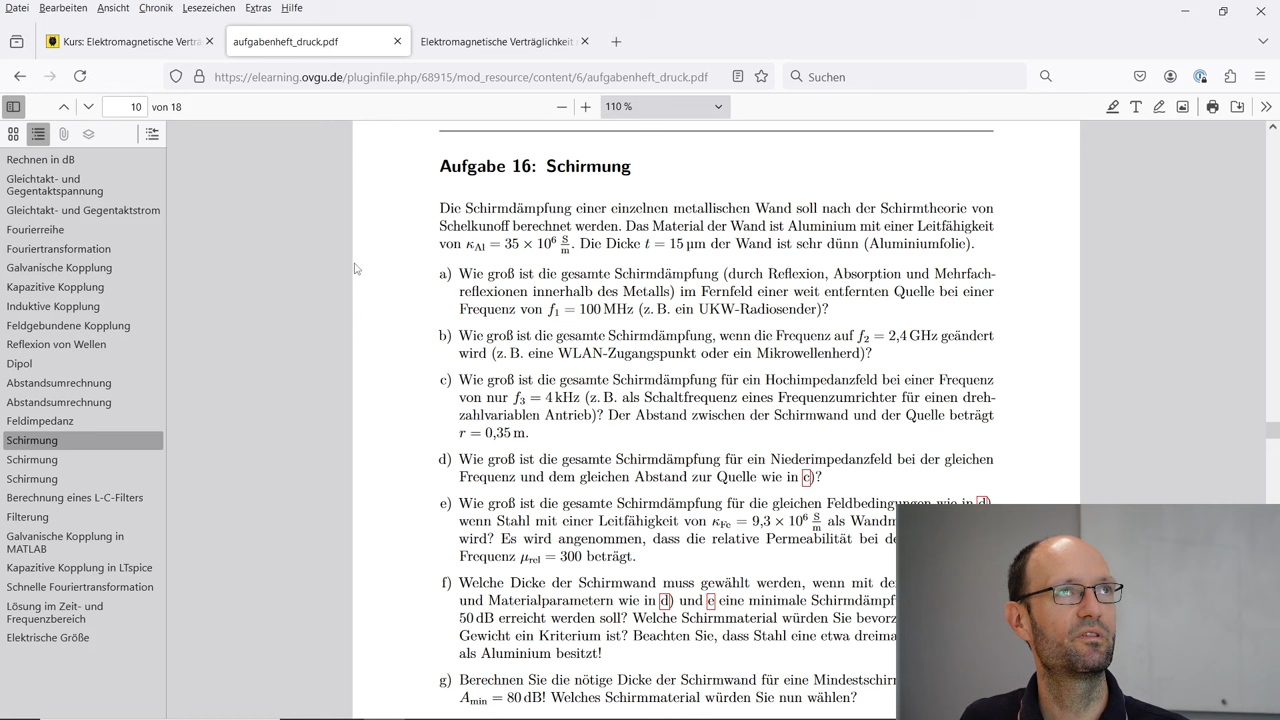 Datei Bearbeiten Ansicht Chronik Lesezeichen Extras Hilfe
Kurs: Elektromagnetische Verträ
aufgabenheft_druck.pdf
Elektromagnetische Verträglichkeit
https://elearning.ovgu.de/pluginfile.php/68915/mod_resource/content/6/aufgabenheft_druck.pdf
Suchen
10 von 18
110 %
Rechnen in dB
Gleichtakt- und
Gegentaktspannung
Gleichtakt- und Gegentaktstrom
Fourierreihe
Fouriertransformation
Galvanische Kopplung
Kapazitive Kopplung
Induktive Kopplung
Feldgebundene Kopplung
Reflexion von Wellen
Dipol
Abstandsumrechnung
Abstandsumrechnung
Feldimpedanz
Schirmung
Schirmung
Schirmung
Berechnung eines L-C-Filters
Filterung
Galvanische Kopplung in
MATLAB
Kapazitive Kopplung in LTspice
Schnelle Fouriertransformation
Lösung im Zeit- und
Frequenzbereich
Elektrische Größe
Aufgabe 16: Schirmung
Die Schirmdämpfung einer einzelnen metallischen Wand soll nach der Schirmtheorie von
Schelkunoff berechnet werden. Das Material der Wand ist Aluminium mit einer Leitfähigkeit
von κAl = 35 × 10⁶ S/m. Die Dicke t = 15 µm der Wand ist sehr dünn (Aluminiumfolie).
a) Wie groß ist die gesamte Schirmdämpfung (durch Reflexion, Absorption und Mehrfach-
reflexionen innerhalb des Metalls) im Fernfeld einer weit entfernten Quelle bei einer
Frequenz von f₁ = 100 MHz (z. B. ein UKW-Radiosender)?
b) Wie groß ist die gesamte Schirmdämpfung, wenn die Frequenz auf f₂ = 2,4 GHz geändert
wird (z. B. eine WLAN-Zugangspunkt oder ein Mikrowellenherd)?
c) Wie groß ist die gesamte Schirmdämpfung für ein Hochimpedanzfeld bei einer Frequenz
von nur f₃ = 4 kHz (z. B. als Schaltfrequenz eines Frequenzumrichter für einen dreh-
zahlvariablen Antrieb)? Der Abstand zwischen der Schirmwand und der Quelle beträgt
r = 0,35 m.
d) Wie groß ist die gesamte Schirmdämpfung für ein Niederimpedanzfeld bei der gleichen
Frequenz und dem gleichen Abstand zur Quelle wie in c)?
e) Wie groß ist die gesamte Schirmdämpfung für die gleichen Feldbedingungen wie in d)
wenn Stahl mit einer Leitfähigkeit von κFe = 9,3 × 10⁶ S/m als
wird? Es wird angenommen, dass die relative Permeabilität bei
Frequenz µrel = 300 beträgt.
f) Welche Dicke der Schirmwand muss gewählt werden, wenn mit
und Materialparametern wie in d) und e eine minimale
50 dB erreicht werden soll? Welche Schirmmaterial würden Sie
Gewicht ein Kriterium ist? Beachten Sie, dass Stahl eine etwa
als Aluminium besitzt!
g) Berechnen Sie die nötige Dicke der Schirmwand für eine
Amin = 80 dB! Welches Schirmmaterial würden Sie nun wählen?